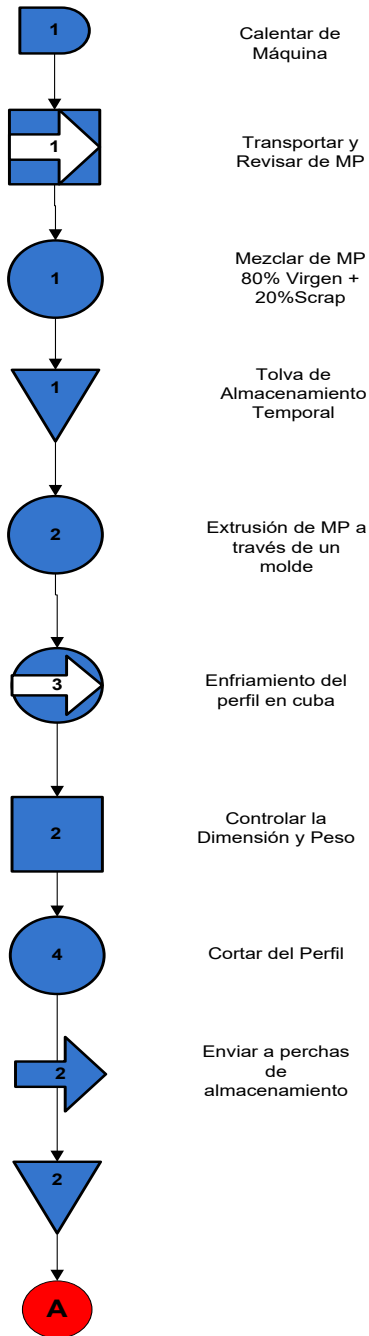 1
Calentar de
Máquina
1
Transportar y
Revisar de MP
1
Mezclar de MP
80% Virgen +
20%Scrap
1
Tolva de
Almacenamiento
Temporal
2
Extrusión de MP a
través de un
molde
3
Enfriamiento del
perfil en cuba
2
Controlar la
Dimensión y Peso
4
Cortar del Perfil
2
Enviar a perchas
de
almacenamiento
2
A